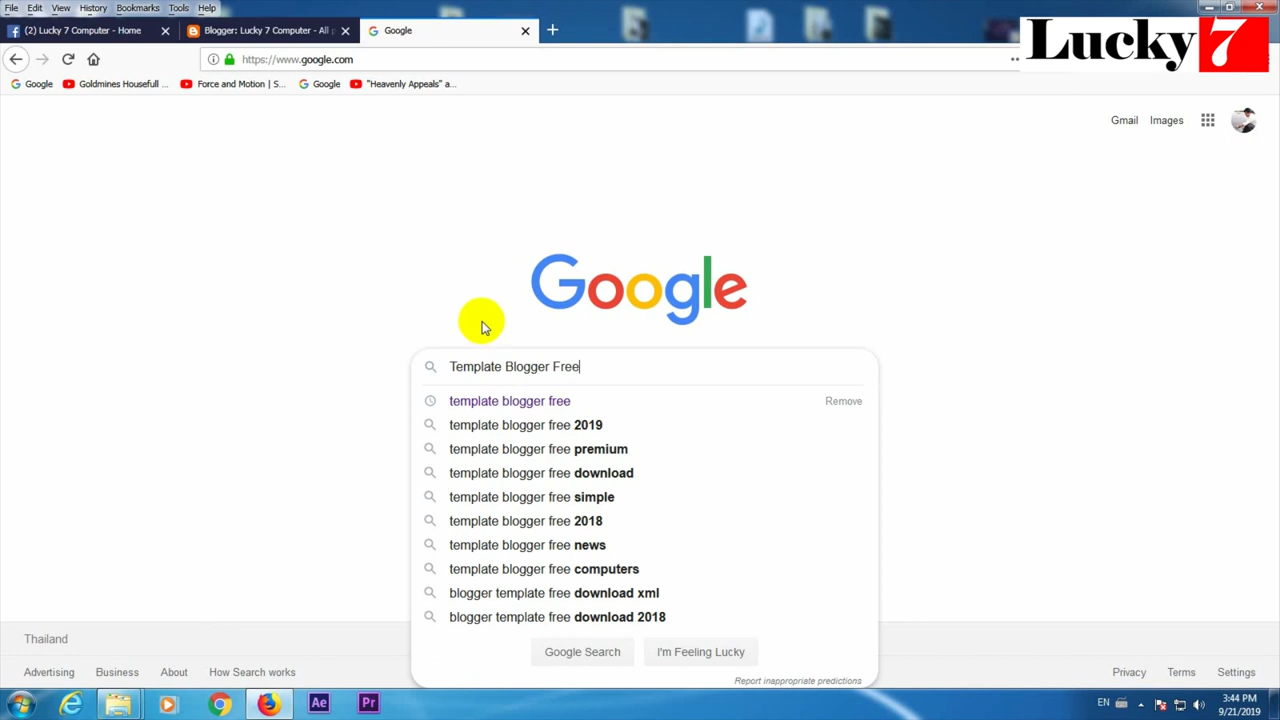 File Edit View History Bookmarks Tools Help
(2) Lucky 7 Computer - Home
Blogger: Lucky 7 Computer - All p
Google
https://www.google.com
Lucky 7
Google
Goldmines Housefull ...
Force and Motion | S...
Google
"Heavenly Appeals" a...
Gmail Images
Google
Template Blogger Free
template blogger free Remove
template blogger free 2019
template blogger free premium
template blogger free download
template blogger free simple
template blogger free 2018
template blogger free news
template blogger free computers
blogger template free download xml
blogger template free download 2018
Thailand
Google Search I'm Feeling Lucky
Advertising Business About How Search works
Privacy Terms Settings
Report inappropriate predictions
Ae Pr
EN
3:44 PM
9/21/2019